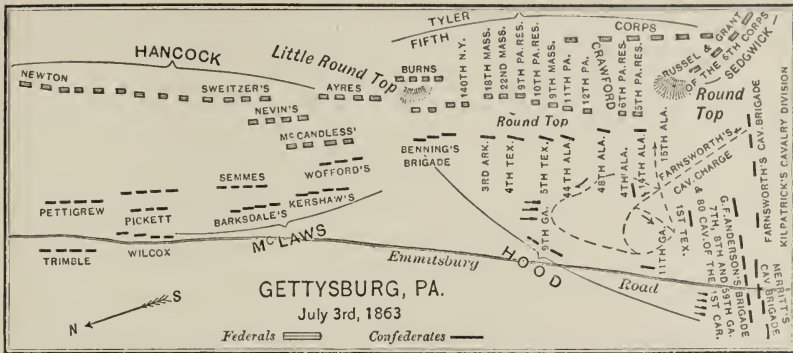 TYLER
FIFTH CORPS
HANCOCK
Little Round Top
BURNS
140TH N.Y.
18TH MASS.
22ND MASS.
9TH PA. RES.
10TH PA. RES.
9TH MASS.
11TH PA.
12TH PA.
CRAWFORD
6TH PA. RES.
5TH PA. RES.
RUSSEL & GRANT
OF THE 6TH CORPS
SEDGWICK
Round
Top
NEWTON
SWEITZER'S
AYRES
NEVIN'S
McCANDLESS'
Round Top
BENNING'S
BRIGADE
3RD ARK.
4TH TEX.
5TH TEX.
44TH ALA.
48TH ALA.
4TH ALA.
14TH ALA.
15TH ALA.
FARNSWORTH'S
CAV. CHARGE
FARNSWORTH'S CAV. BRIGADE
KILPATRICK'S CAVALRY DIVISION
WOFFORD'S
SEMMES
KERSHAW'S
BARKSDALE'S
PETTIGREW
PICKETT
McLAWS
TRIMBLE
WILCOX
9TH GA.
1ST TEX.
11TH GA.
G.F. ANDERSON'S BRIGADE
7TH, 8TH AND 59TH GA.
& 80 CAV. OF THE 1ST CAR.
MERRITT'S
CAV. BRIGADE
HOOD
Emmitsburg Road
GETTYSBURG, PA.
July 3rd, 1863
N S
Federals Confederates